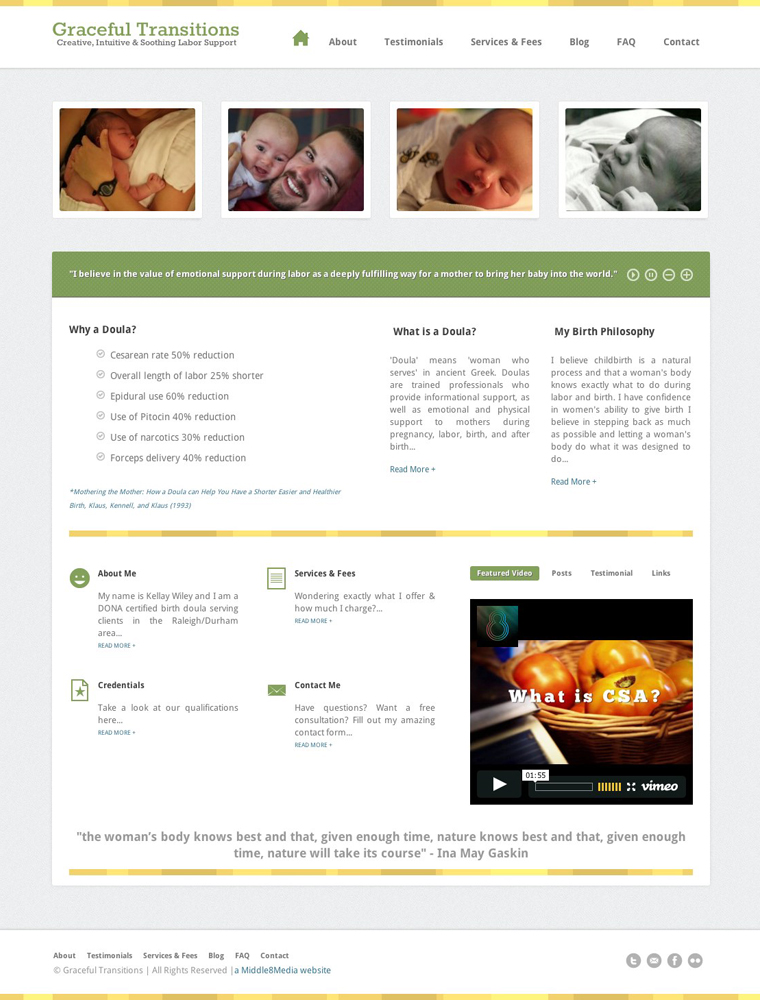 Graceful Transitions
Creative, Intuitive & Soothing Labor Support
About Testimonials Services & Fees Blog FAQ Contact
"I believe in the value of emotional support during labor as a deeply fulfilling way for a mother to bring her baby into the world."
Why a Doula?
Cesarean rate 50% reduction
Overall length of labor 25% shorter
Epidural use 60% reduction
Use of Pitocin 40% reduction
Use of narcotics 30% reduction
Forceps delivery 40% reduction
*Mothering the Mother: How a Doula can Help You Have a Shorter Easier and Healthier
Birth, Klaus, Kennell, and Klaus (1993)
What is a Doula?
'Doula' means 'woman who
serves' in ancient Greek. Doulas
are trained professionals who
provide informational support, as
well as emotional and physical
support to mothers during
pregnancy, labor, birth, and after
birth...
Read More +
My Birth Philosophy
I believe childbirth is a natural
process and that a woman's body
knows exactly what to do during
labor and birth. I have confidence
in women's ability to give birth I
believe in stepping back as much
as possible and letting a woman's
body do what it was designed to
do...
Read More +
About Me
My name is Kellay Wiley and I am a
DONA certified birth doula serving
clients in the Raleigh/Durham
area...
READ MORE +
Services & Fees
Wondering exactly what I offer &
how much I charge?...
READ MORE +
Credentials
Take a look at our qualifications
here...
READ MORE +
Contact Me
Have questions? Want a free
consultation? Fill out my amazing
contact form...
READ MORE +
Featured Video Posts Testimonial Links
What is CSA?
01:55
vimeo
"the woman's body knows best and that, given enough time, nature knows best and that, given enough
time, nature will take its course" - Ina May Gaskin
About Testimonials Services & Fees Blog FAQ Contact
© Graceful Transitions | All Rights Reserved |a Middle8Media website